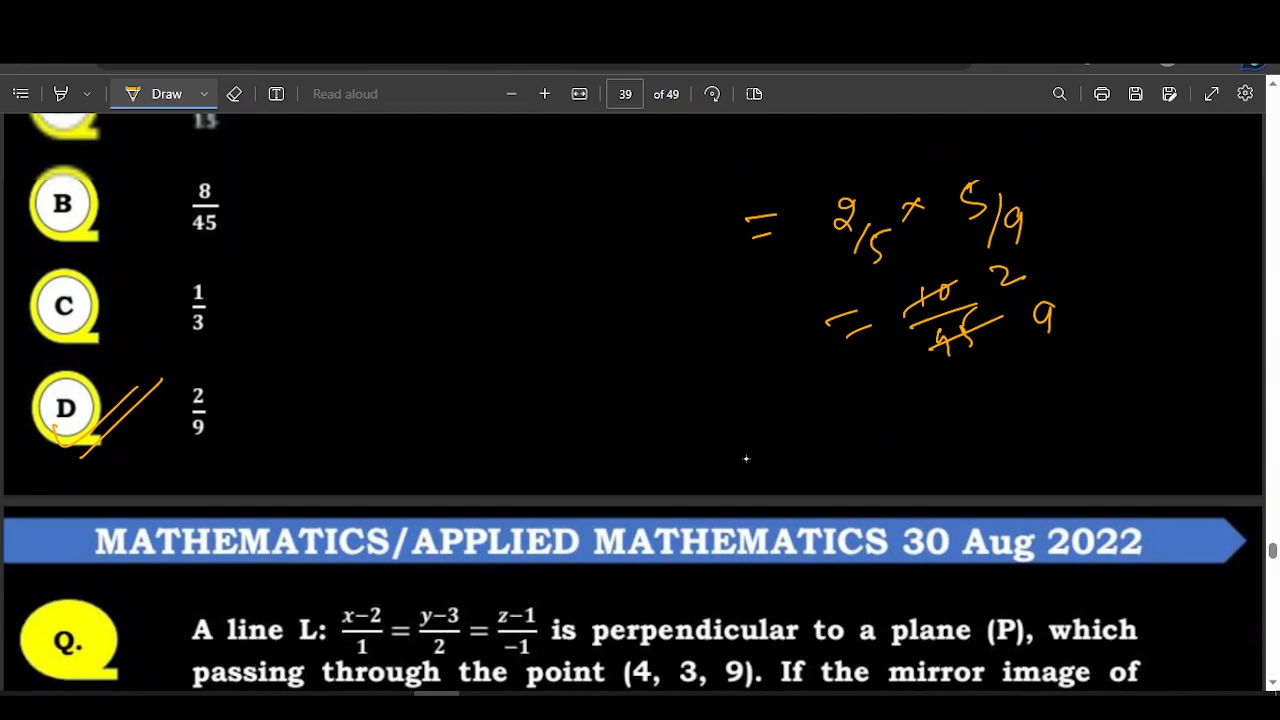 Draw
Read aloud
39 of 49
15
B 8/45
= 2/5 × 5/9
C 1/3
= 10/45 2 9
D 2/9
MATHEMATICS/APPLIED MATHEMATICS 30 Aug 2022
Q. A line L: x−2/1 = y−3/2 = z−1/−1 is perpendicular to a plane (P), which
passing through the point (4, 3, 9). If the mirror image of